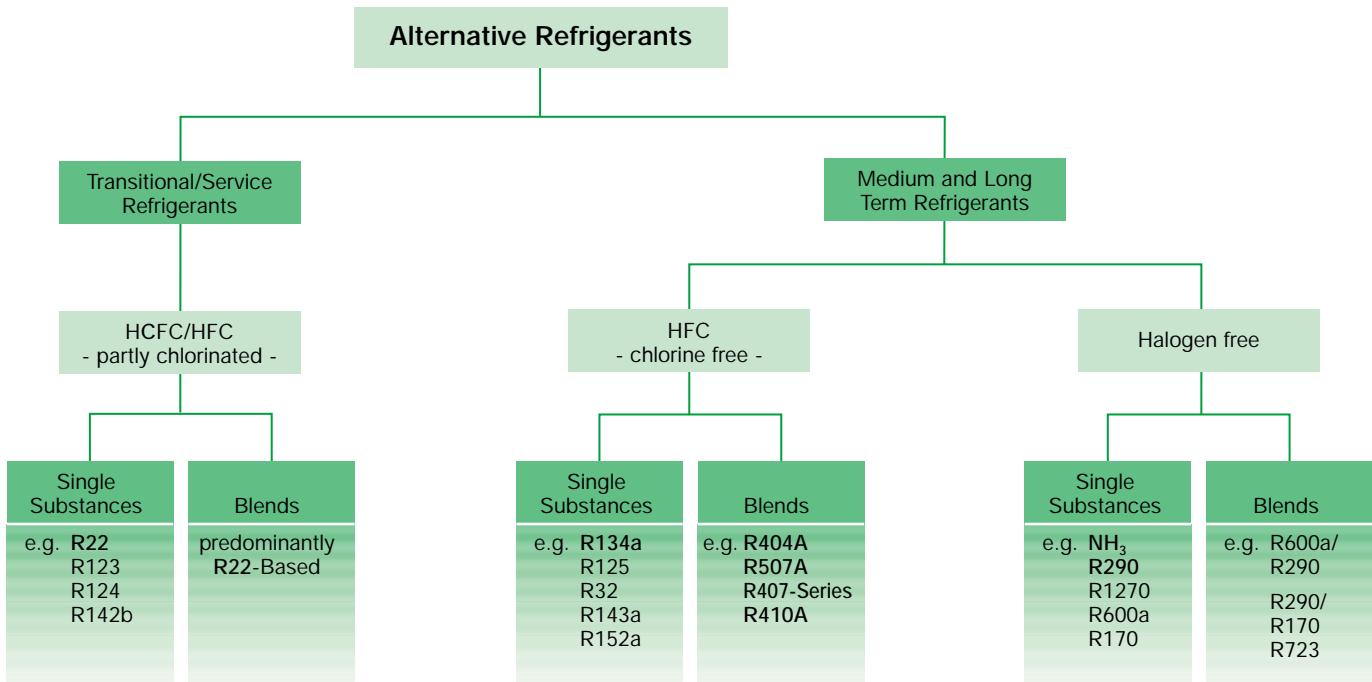 Alternative Refrigerants
Transitional/Service
Refrigerants
Medium and Long
Term Refrigerants
HCFC/HFC
- partly chlorinated -
HFC
- chlorine free -
Halogen free
Single
Substances
e.g. R22
R123
R124
R142b
Blends
predominantly
R22-Based
Single
Substances
e.g. R134a
R125
R32
R143a
R152a
Blends
e.g. R404A
R507A
R407-Series
R410A
Single
Substances
e.g. NH₃
R290
R1270
R600a
R170
Blends
e.g. R600a/
R290
R290/
R170
R723